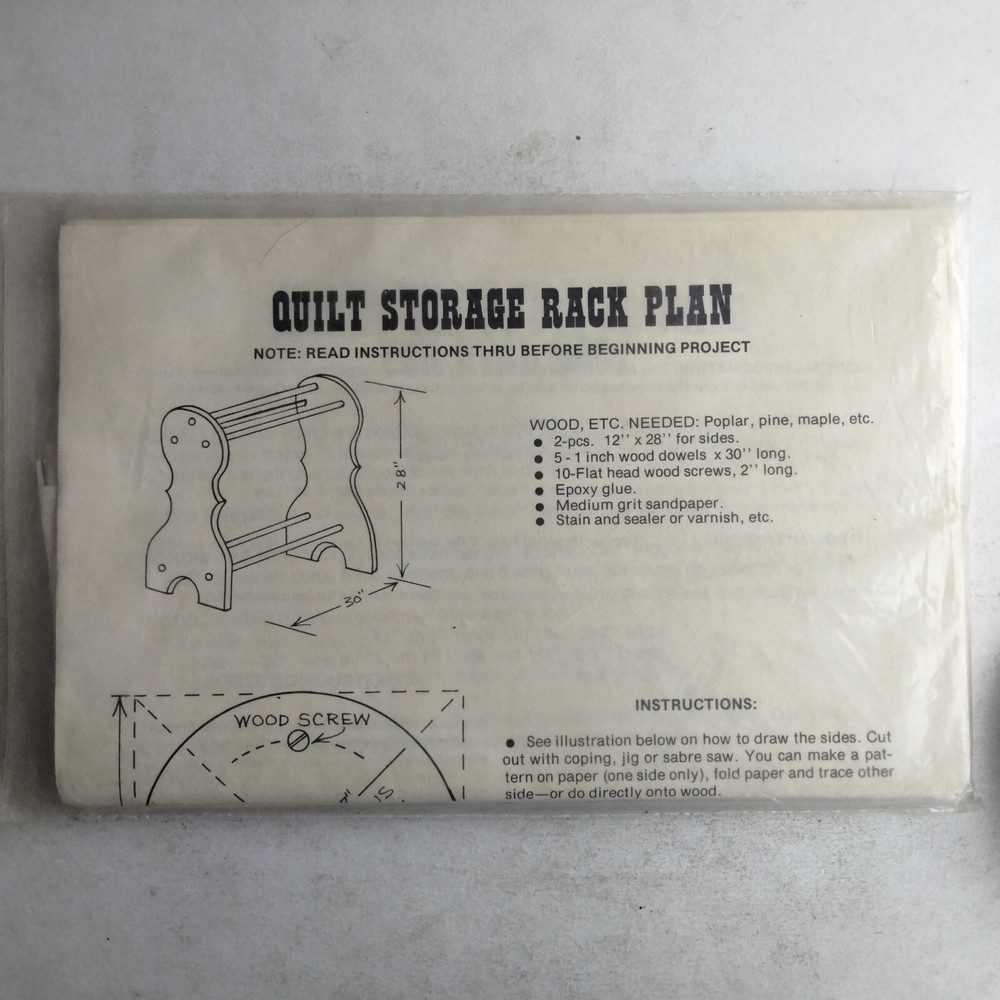 QUILT STORAGE RACK PLAN
NOTE: READ INSTRUCTIONS THRU BEFORE BEGINNING PROJECT
28"
30"
WOOD, ETC. NEEDED: Poplar, pine, maple, etc.
● 2-pcs. 12'' x 28'' for sides.
● 5 - 1 inch wood dowels x 30'' long.
● 10-Flat head wood screws, 2'' long.
● Epoxy glue.
● Medium grit sandpaper.
● Stain and sealer or varnish, etc.
WOOD SCREW
INSTRUCTIONS:
● See illustration below on how to draw the sides. Cut
out with coping, jig or sabre saw. You can make a pat-
tern on paper (one side only), fold paper and trace other
side—or do directly onto wood.